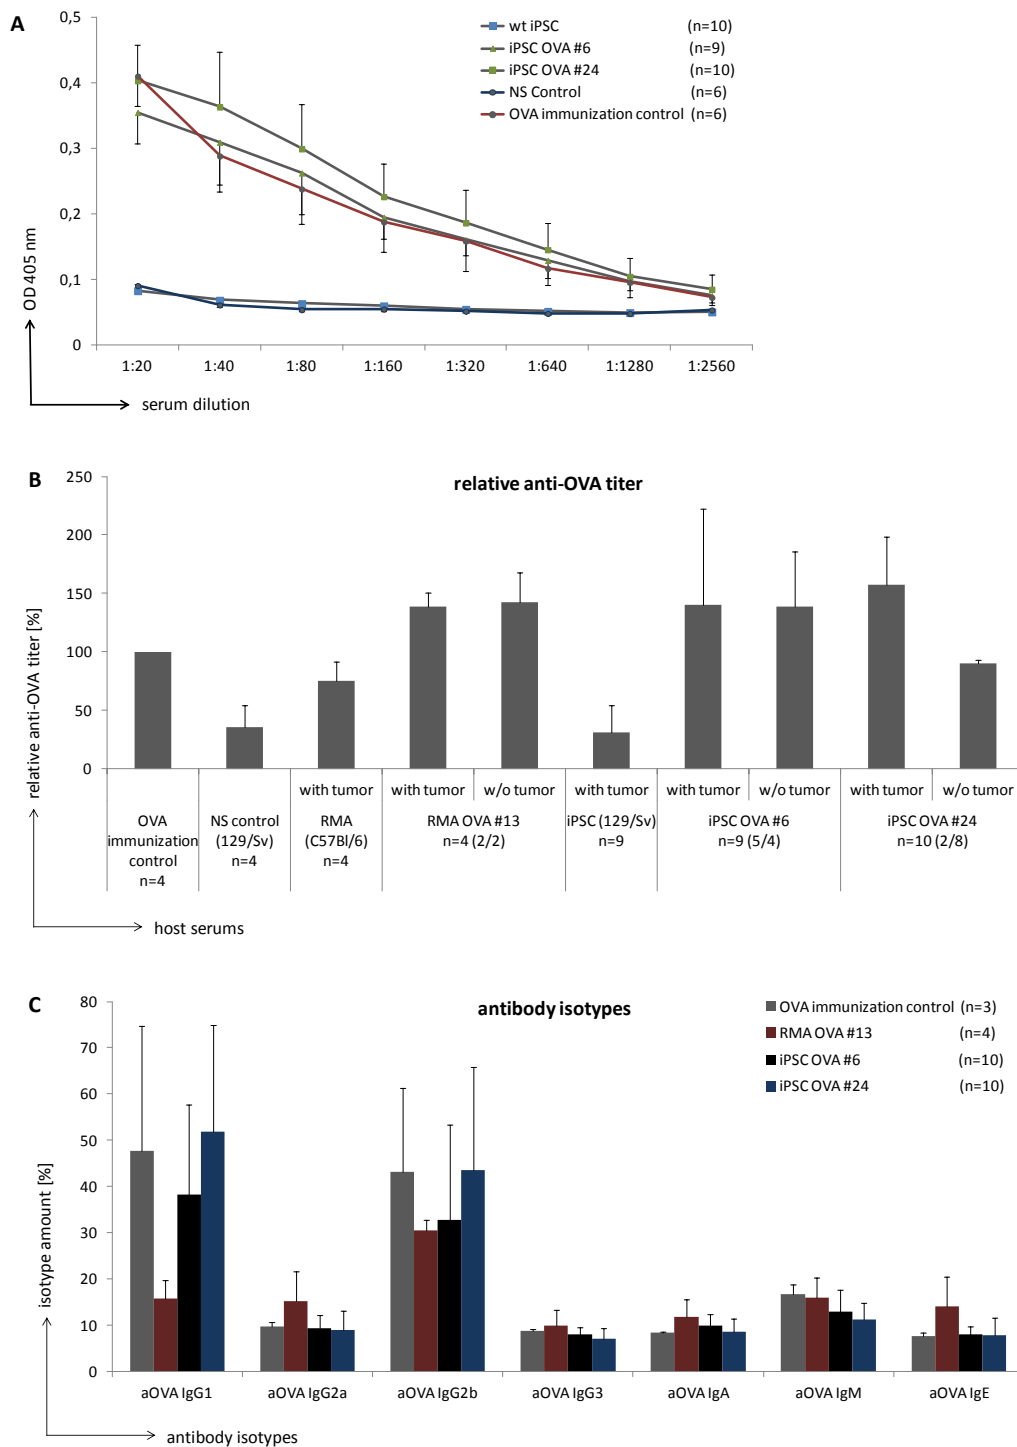 A
0,5
0,4
0,3
0,2
0,1
0
OD 405 nm
wt iPSC (n=10)
iPSC OVA #6 (n=9)
iPSC OVA #24 (n=10)
NS Control (n=6)
OVA immunization control (n=6)
1:20 1:40 1:80 1:160 1:320 1:640 1:1280 1:2560
serum dilution
B
relative anti-OVA titer
250
200
150
100
50
0
relative anti-OVA titer [%]
with tumor with tumor w/o tumor with tumor with tumor w/o tumor with tumor w/o tumor
OVA immunization control n=4
NS control (129/Sv) n=4
RMA (C57Bl/6) n=4
RMA OVA #13 n=4 (2/2)
iPSC (129/Sv) n=9
iPSC OVA #6 n=9 (5/4)
iPSC OVA #24 n=10 (2/8)
host serums
C
antibody isotypes
80
70
60
50
40
30
20
10
0
isotype amount [%]
OVA immunization control (n=3)
RMA OVA #13 (n=4)
iPSC OVA #6 (n=10)
iPSC OVA #24 (n=10)
aOVA IgG1 aOVA IgG2a aOVA IgG2b aOVA IgG3 aOVA IgA aOVA IgM aOVA IgE
antibody isotypes